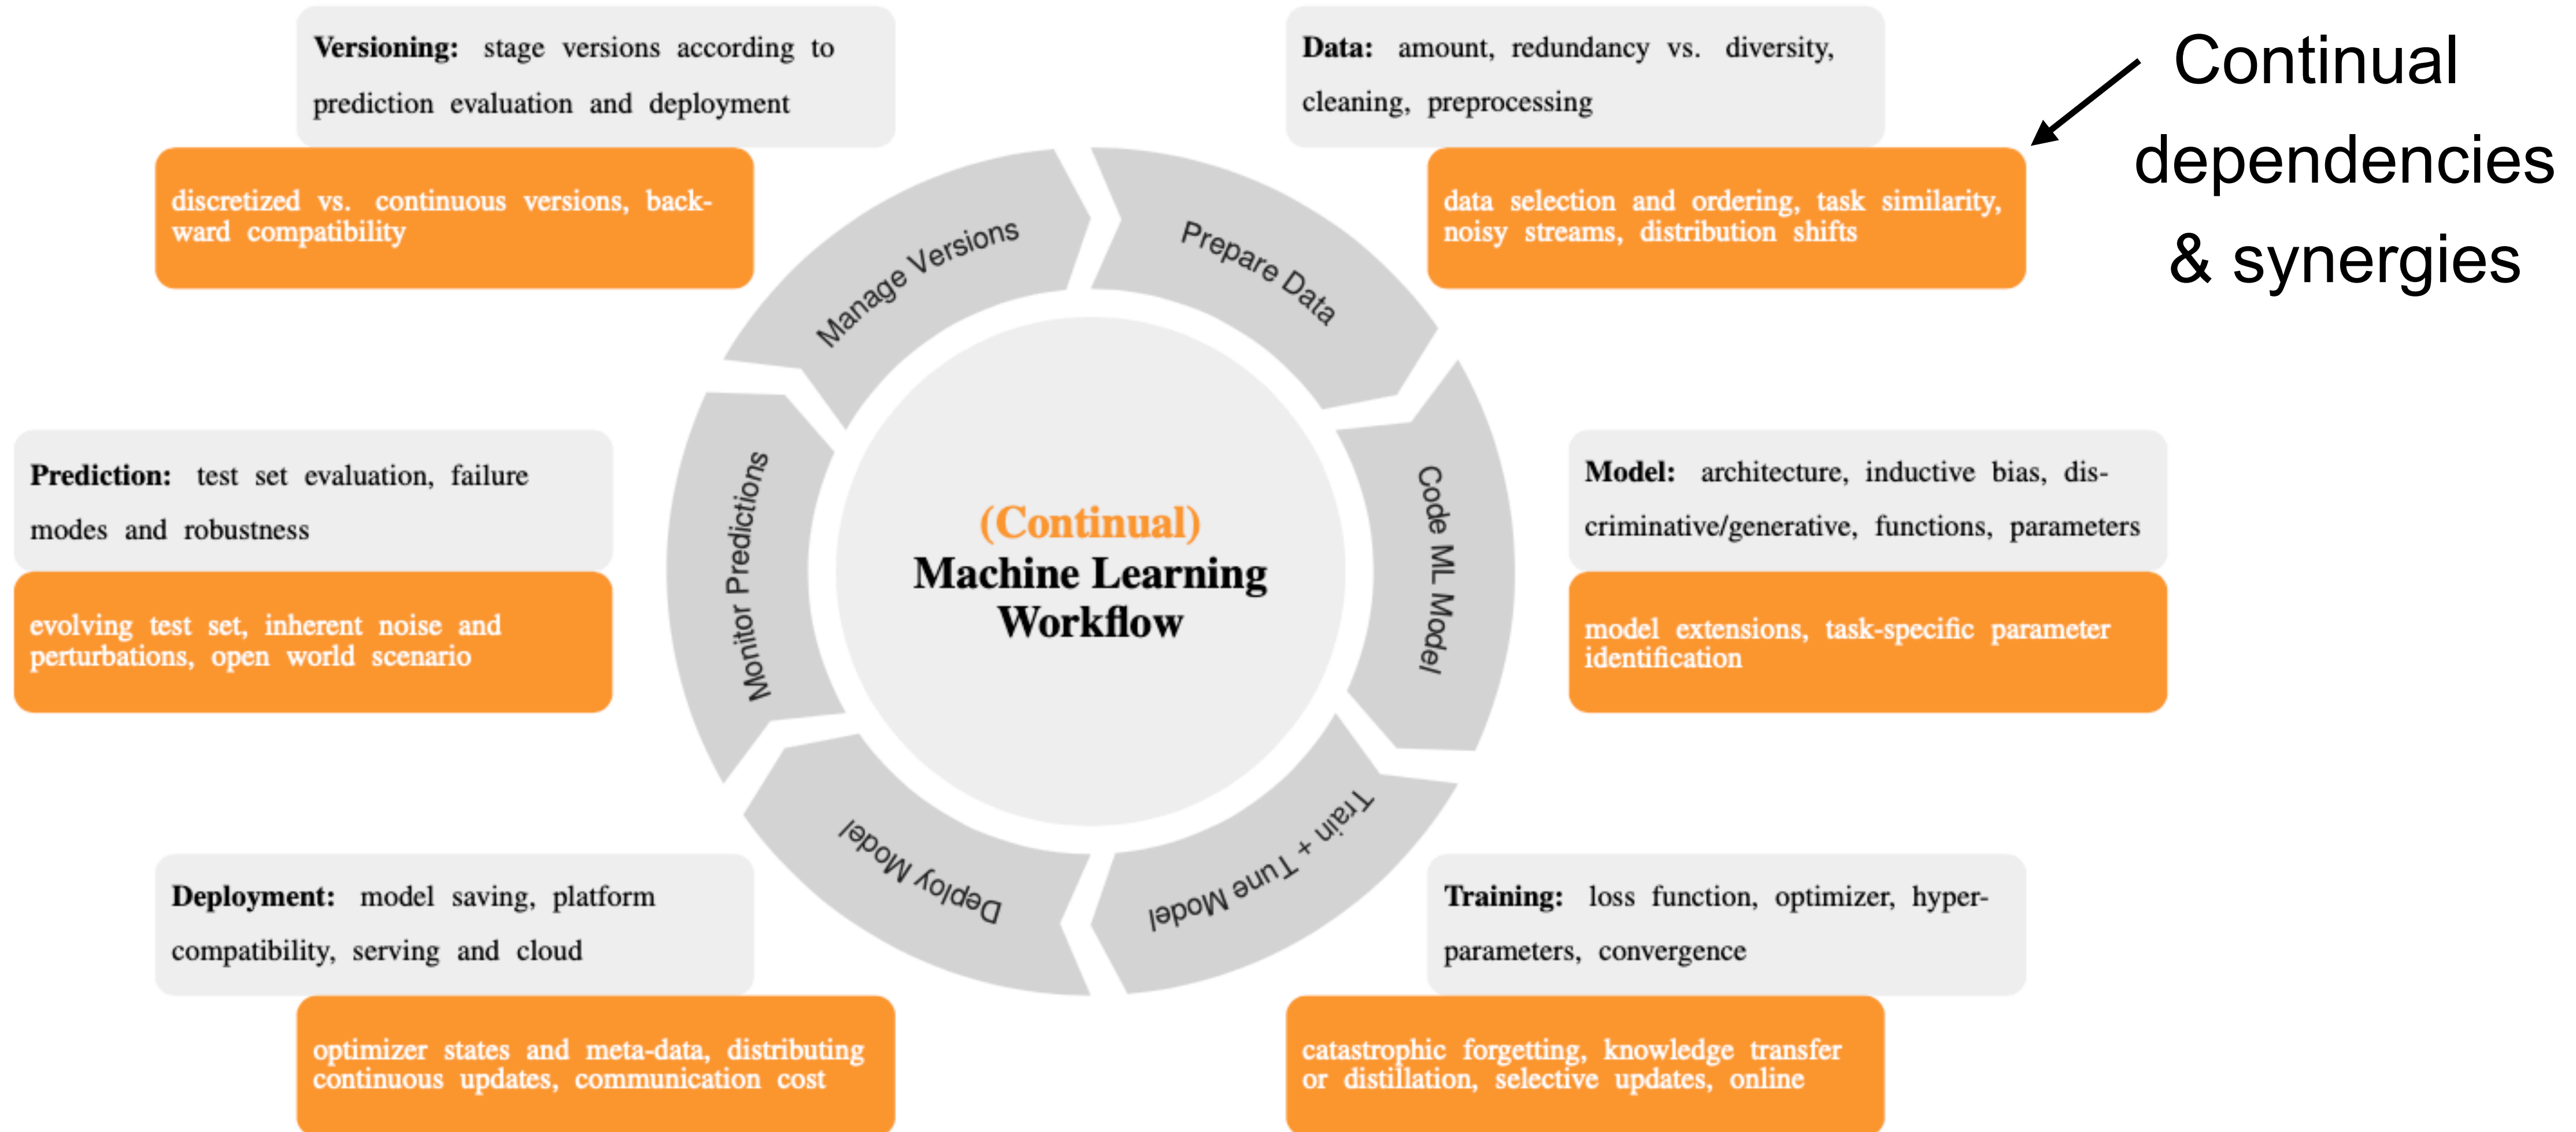 Versioning: stage versions according to
prediction evaluation and deployment
discretized vs. continuous versions, back-
ward compatibility
Data: amount, redundancy vs. diversity,
cleaning, preprocessing
data selection and ordering, task similarity,
noisy streams, distribution shifts
Continual
dependencies
& synergies
Manage Versions
Prepare Data
Prediction: test set evaluation, failure
modes and robustness
evolving test set, inherent noise and
perturbations, open world scenario
Monitor Predictions
(Continual)
Machine Learning
Workflow
Code ML Model
Model: architecture, inductive bias, dis-
criminative/generative, functions, parameters
model extensions, task-specific parameter
identification
Deploy Model
Train + Tune Model
Deployment: model saving, platform
compatibility, serving and cloud
optimizer states and meta-data, distributing
continuous updates, communication cost
Training: loss function, optimizer, hyper-
parameters, convergence
catastrophic forgetting, knowledge transfer
or distillation, selective updates, online